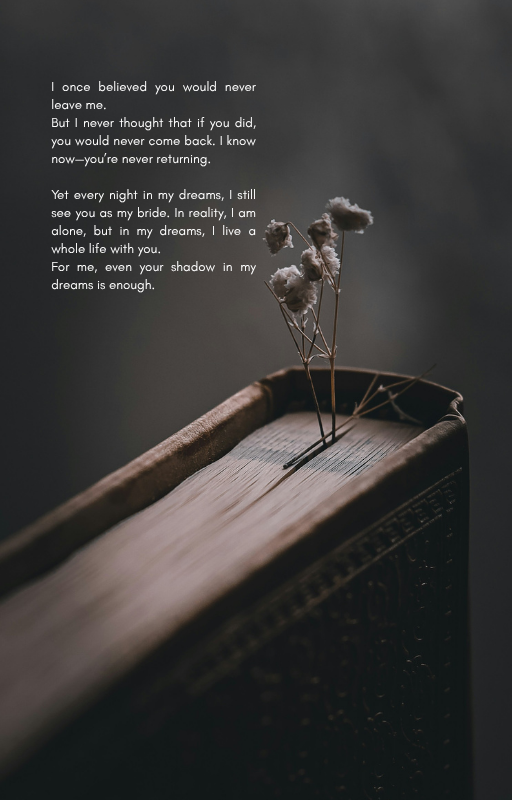 I once believed you would never
leave me.
But I never thought that if you did,
you would never come back. I know
now—you're never returning.
Yet every night in my dreams, I still
see you as my bride. In reality, I am
alone, but in my dreams, I live a
whole life with you.
For me, even your shadow in my
dreams is enough.